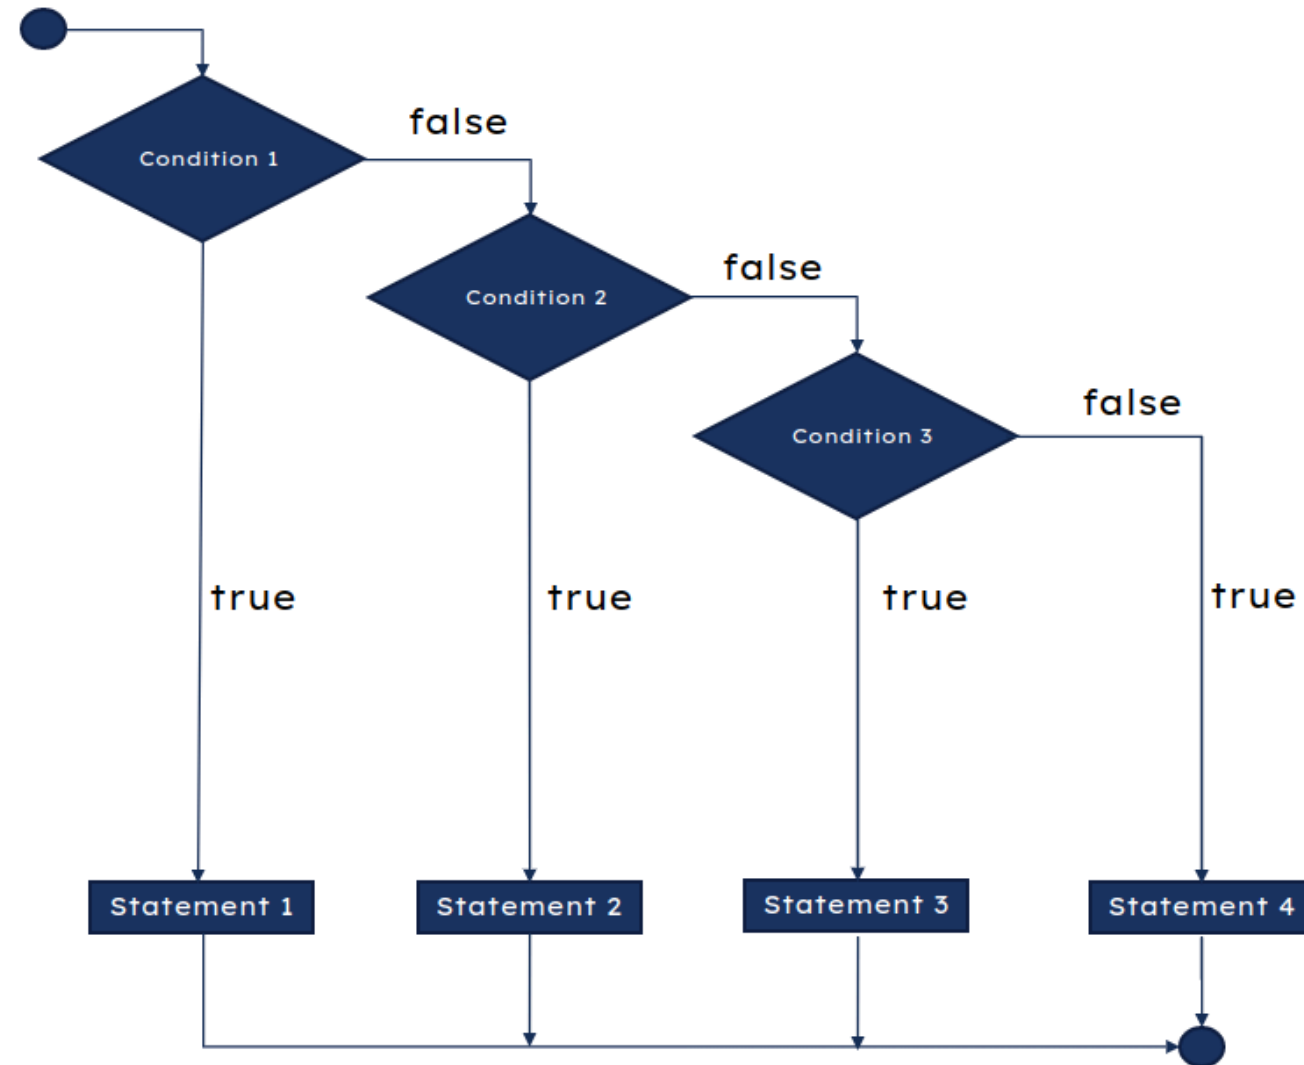 false
Condition 1
false
Condition 2
false
Condition 3
true
true
true
true
Statement 1
Statement 2
Statement 3
Statement 4